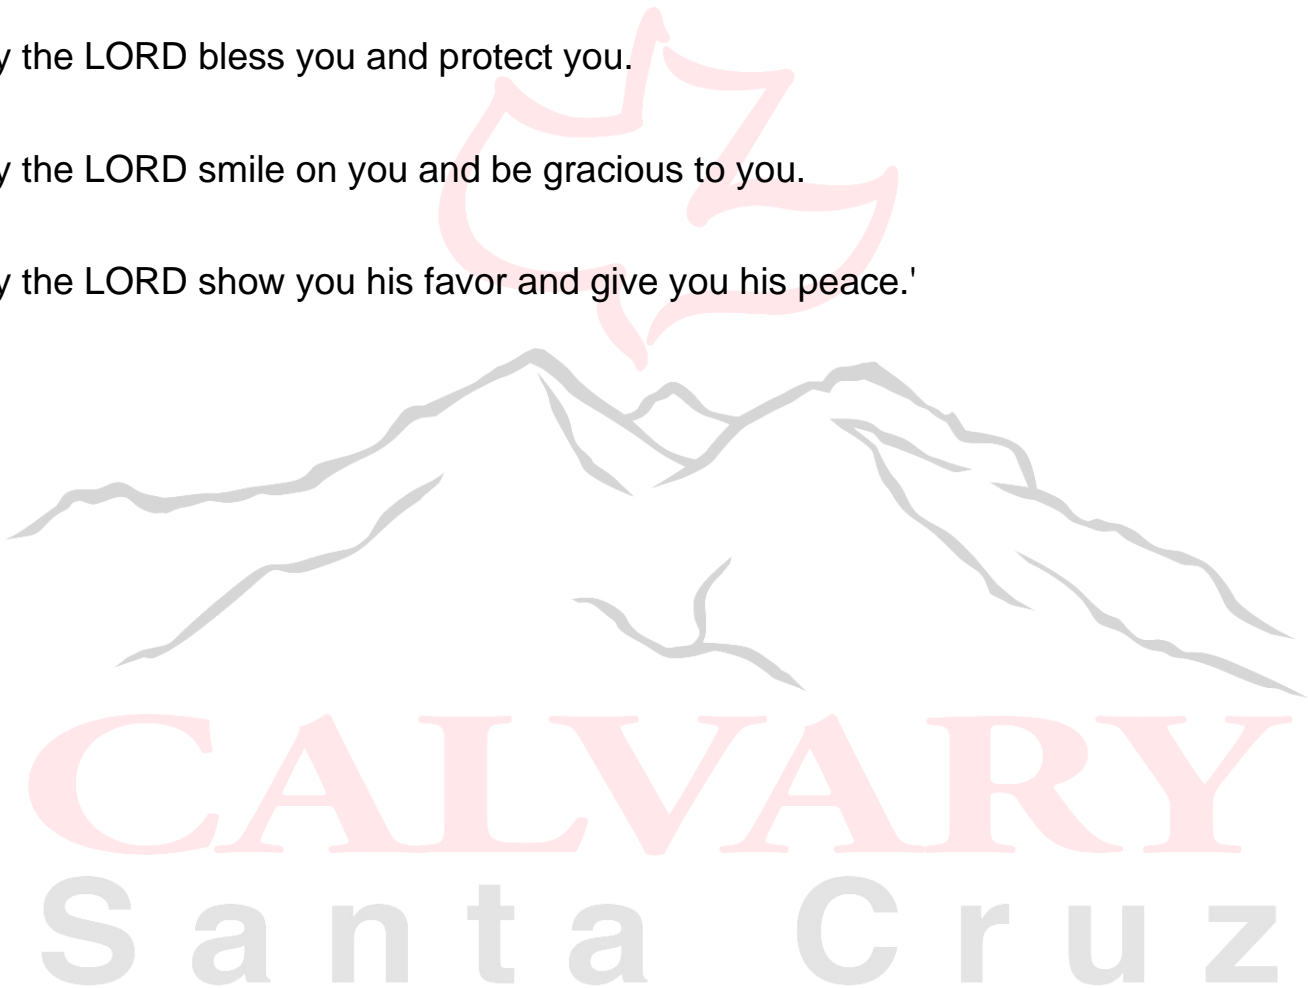 y the LORD bless you and protect you.
y the LORD smile on you and be gracious to you.
y the LORD show you his favor and give you his peace.'
CALVARY
Santa Cruz